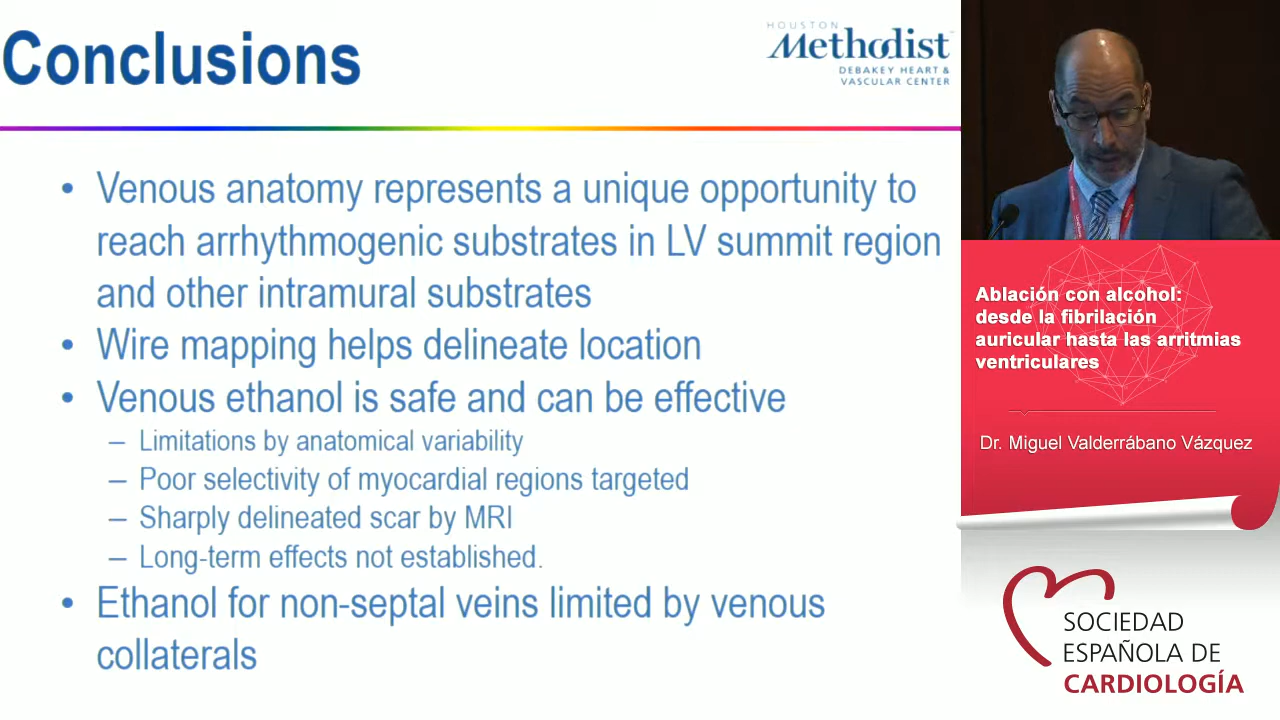 Conclusions
HOUSTON
Methodist
DEBAKEY HEART &
VASCULAR CENTER
• Venous anatomy represents a unique opportunity to
reach arrhythmogenic substrates in LV summit region
and other intramural substrates
• Wire mapping helps delineate location
• Venous ethanol is safe and can be effective
– Limitations by anatomical variability
– Poor selectivity of myocardial regions targeted
– Sharply delineated scar by MRI
– Long-term effects not established.
• Ethanol for non-septal veins limited by venous
collaterals
Ablación con alcohol:
desde la fibrilación
auricular hasta las arritmias
ventriculares
Dr. Miguel Valderrábano Vázquez
SOCIEDAD
ESPAÑOLA DE
CARDIOLOGÍA